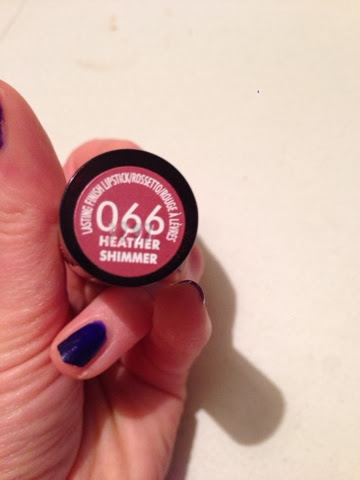 LASTING FINISH LIPSTICK/ROSSETTO/ROUGE À LÈVRES
066
HEATHER
SHIMMER